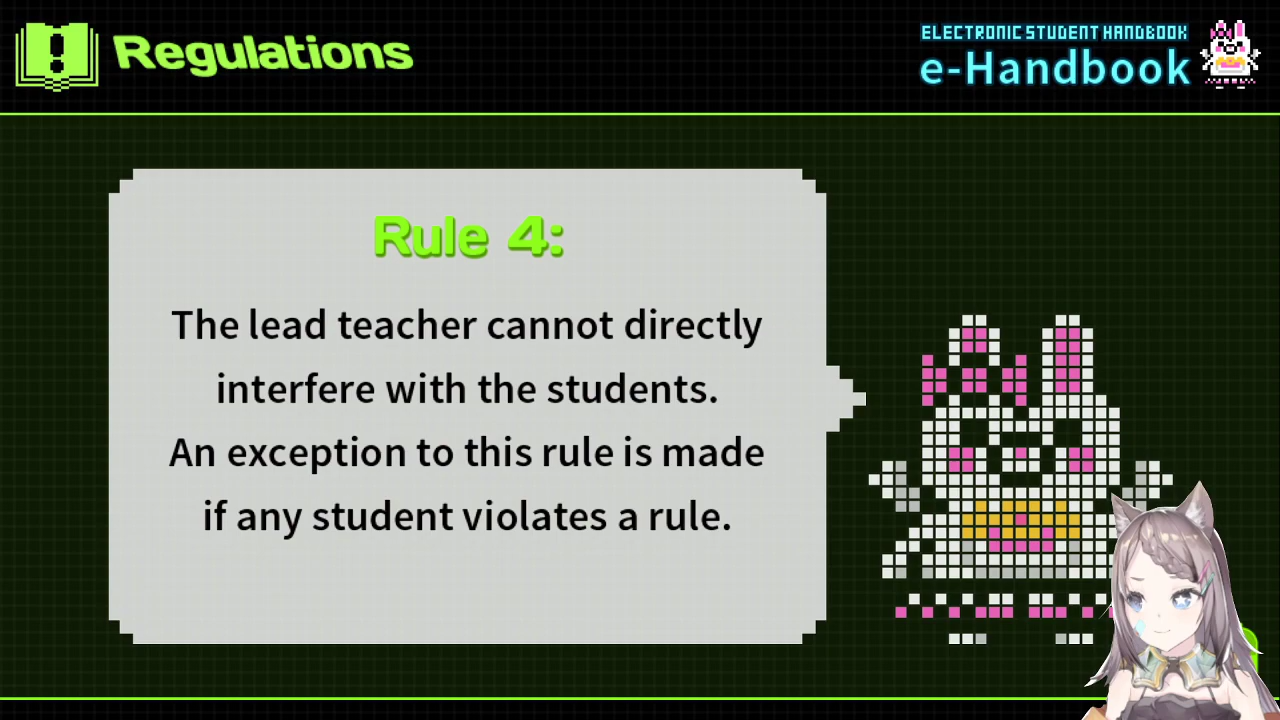 Regulations
ELECTRONIC STUDENT HANDBOOK
e-Handbook
Rule 4:
The lead teacher cannot directly
interfere with the students.
An exception to this rule is made
if any student violates a rule.